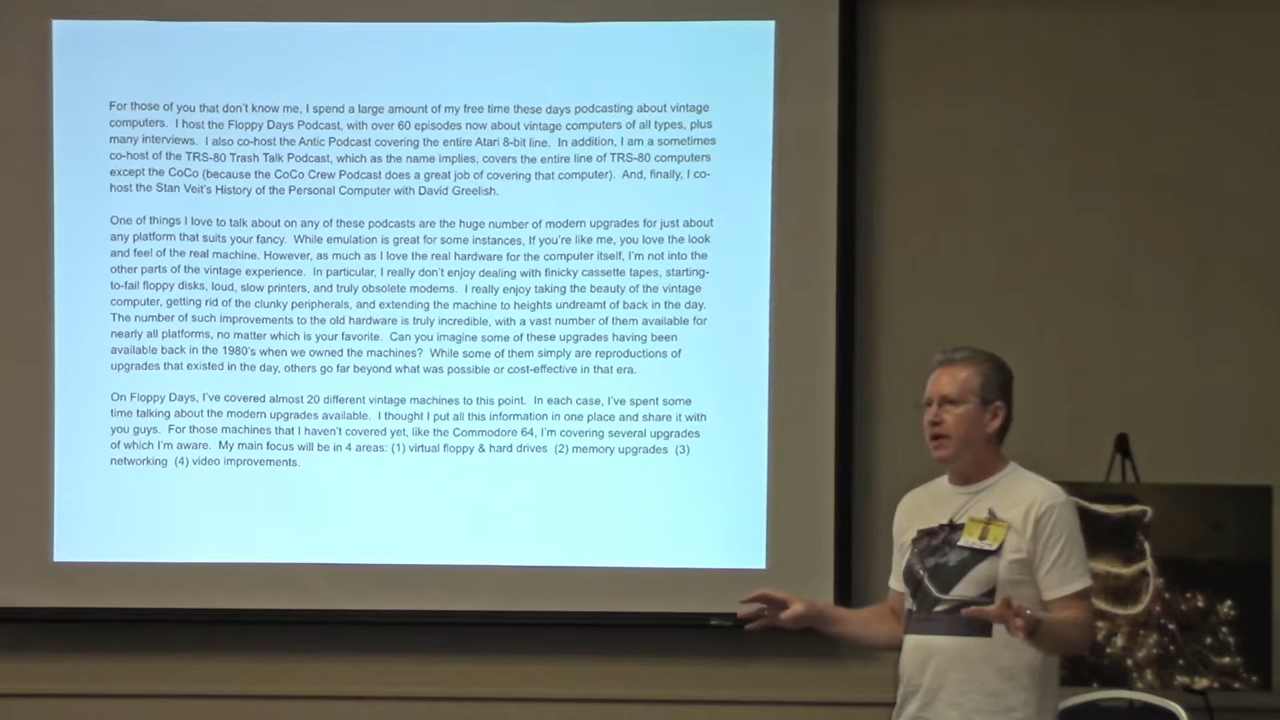 For those of you that don't know me, I spend a large amount of my free time these days podcasting about vintage
computers. I host the Floppy Days Podcast, with over 60 episodes now about vintage computers of all types, plus
many interviews. I also co-host the Antic Podcast covering the entire Atari 8-bit line. In addition, I am a sometimes
co-host of the TRS-80 Trash Talk Podcast, which as the name implies, covers the entire line of TRS-80 computers
except the CoCo (because the CoCo Crew Podcast does a great job of covering that computer). And, finally, I co-
host the Stan Veit's History of the Personal Computer with David Greelish.
One of things I love to talk about on any of these podcasts are the huge number of modern upgrades for just about
any platform that suits your fancy. While emulation is great for some instances, If you're like me, you love the look
and feel of the real machine. However, as much as I love the real hardware for the computer itself, I'm not into the
other parts of the vintage experience. In particular, I really don't enjoy dealing with finicky cassette tapes, starting-
to-fail floppy disks, loud, slow printers, and truly obsolete modems. I really enjoy taking the beauty of the vintage
computer, getting rid of the clunky peripherals, and extending the machine to heights undreamt of back in the day.
The number of such improvements to the old hardware is truly incredible, with a vast number of them available for
nearly all platforms, no matter which is your favorite. Can you imagine some of these upgrades having been
available back in the 1980's when we owned the machines? While some of them simply are reproductions of
upgrades that existed in the day, others go far beyond what was possible or cost-effective in that era.
On Floppy Days, I've covered almost 20 different vintage machines to this point. In each case, I've spent some
time talking about the modern upgrades available. I thought I put all this information in one place and share it with
you guys. For those machines that I haven't covered yet, like the Commodore 64, I'm covering several upgrades
of which I'm aware. My main focus will be in 4 areas: (1) virtual floppy & hard drives (2) memory upgrades (3)
networking (4) video improvements.